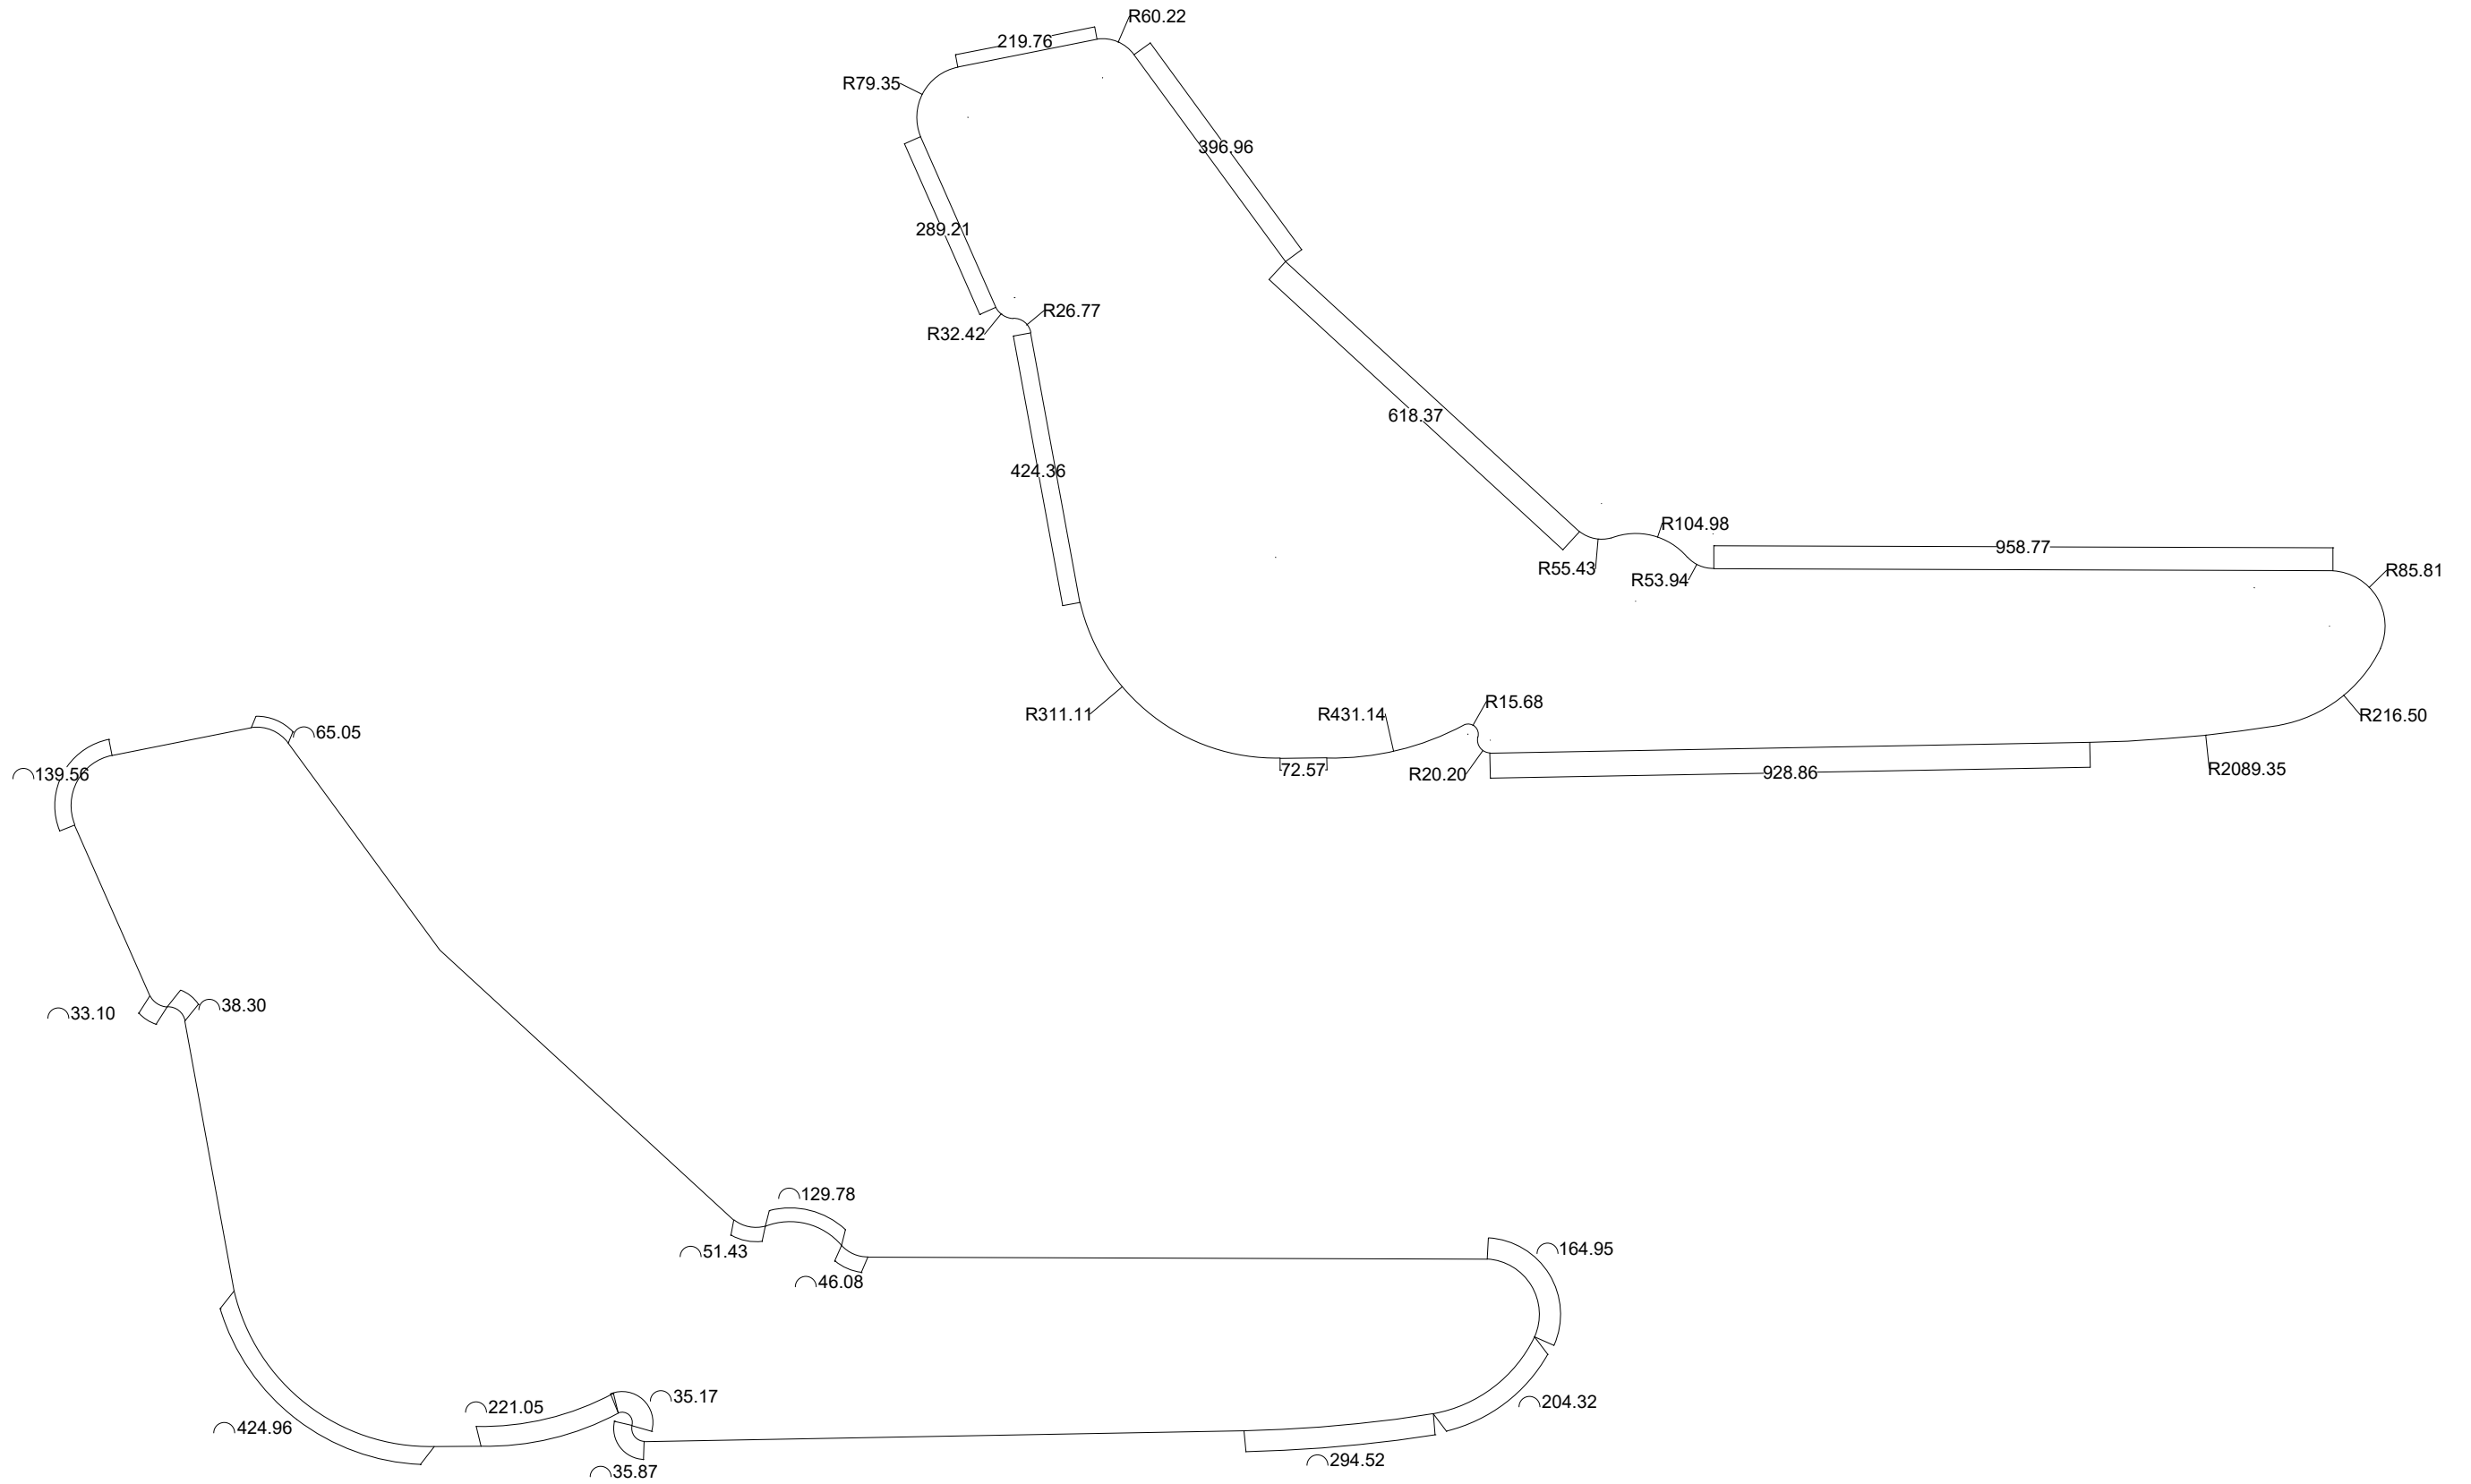 R60.22
219.76
R79.35
396.96
289.21
R26.77
R32.42
618.37
424.36
R104.98
958.77
R55.43
R85.81
R53.94
R15.68
R311.11
R431.14
R216.50
72.57
R20.20
928.86
R2089.35
65.05
139.56
38.30
33.10
129.78
51.43
164.95
46.08
35.17
204.32
221.05
424.96
294.52
35.87